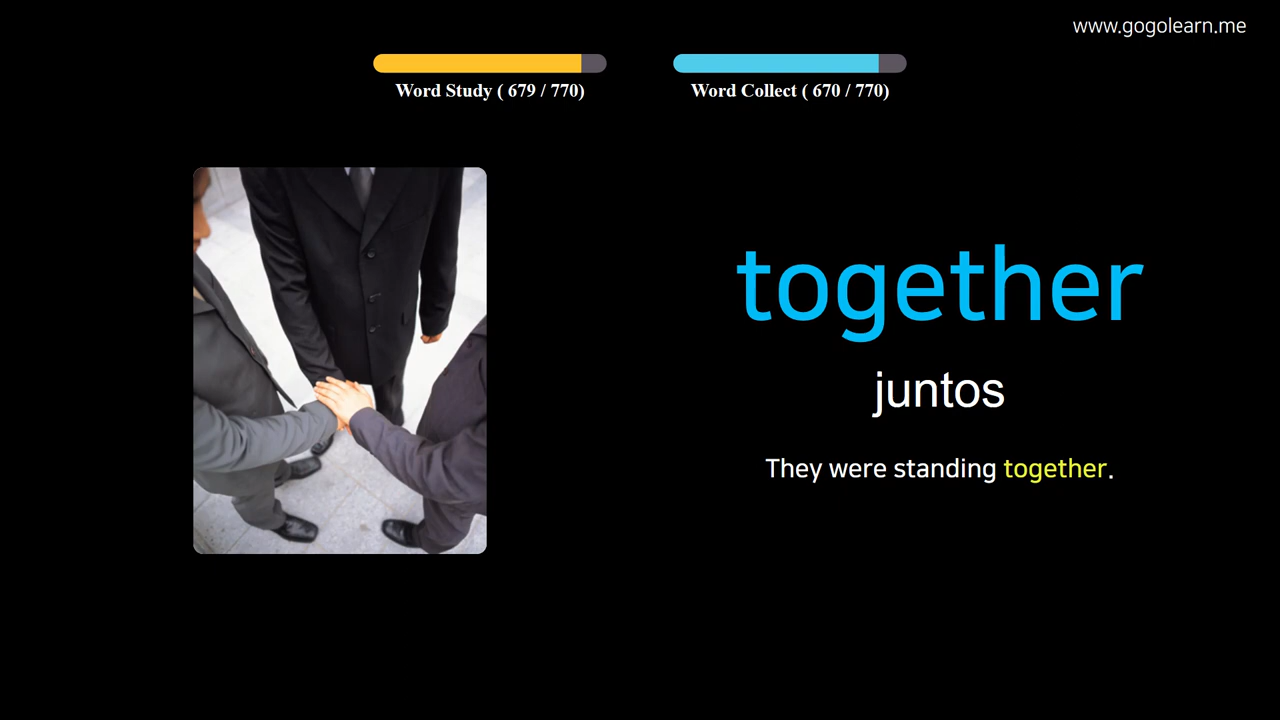 www.gogolearn.me
Word Study ( 679 / 770)
Word Collect ( 670 / 770)
together
juntos
They were standing together.